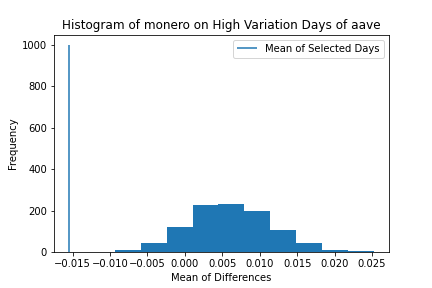 Histogram of monero on High Variation Days of aave
Mean of Selected Days
1000
800
600
400
200
0
Frequency
−0.015 −0.010 −0.005 0.000 0.005 0.010 0.015 0.020 0.025
Mean of Differences